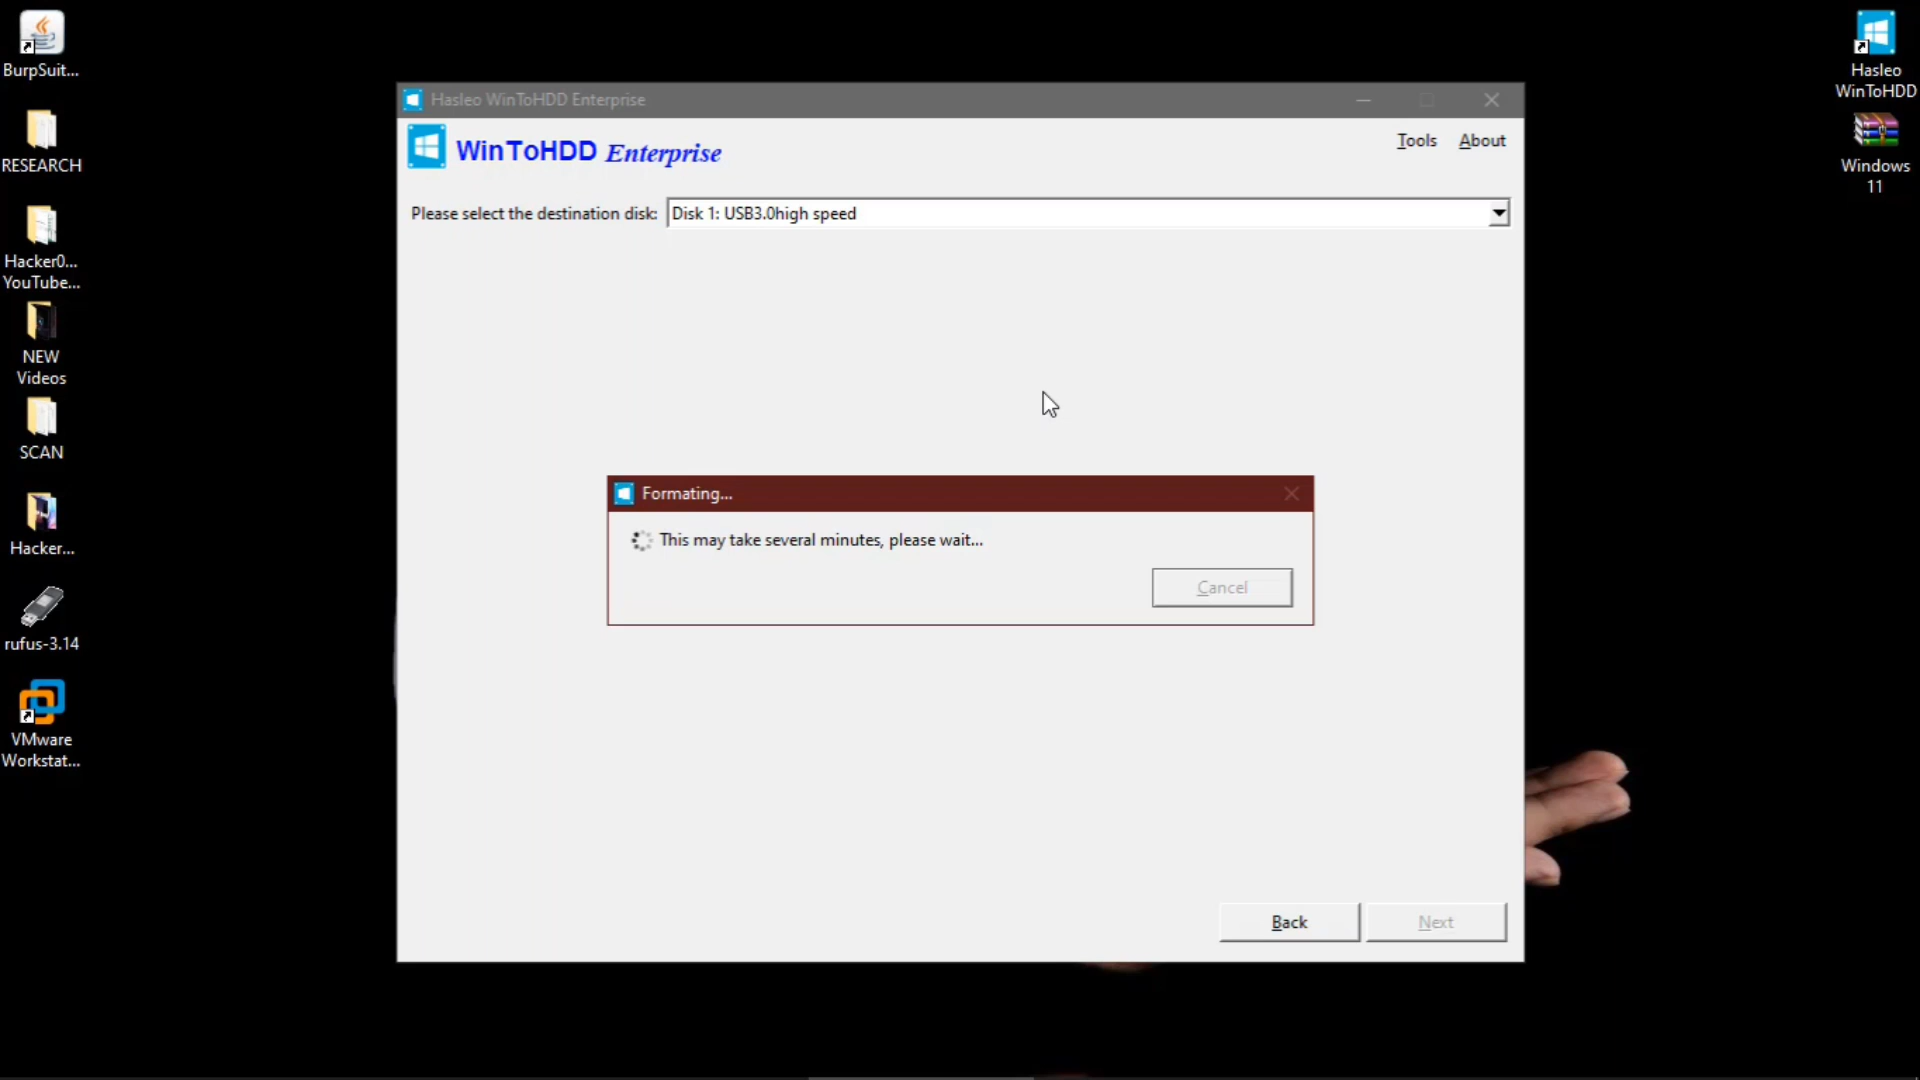 BurpSuit...
RESEARCH
Hacker0...
YouTube...
NEW
Videos
SCAN
Hacker...
rufus-3.14
VMware
Workstat...
Hasleo WinToHDD Enterprise
WinToHDD Enterprise
Tools
About
Please select the destination disk:
Disk 1: USB3.0high speed
Formating...
This may take several minutes, please wait...
Cancel
Back
Next
Hasleo
WinToHDD
Windows
11